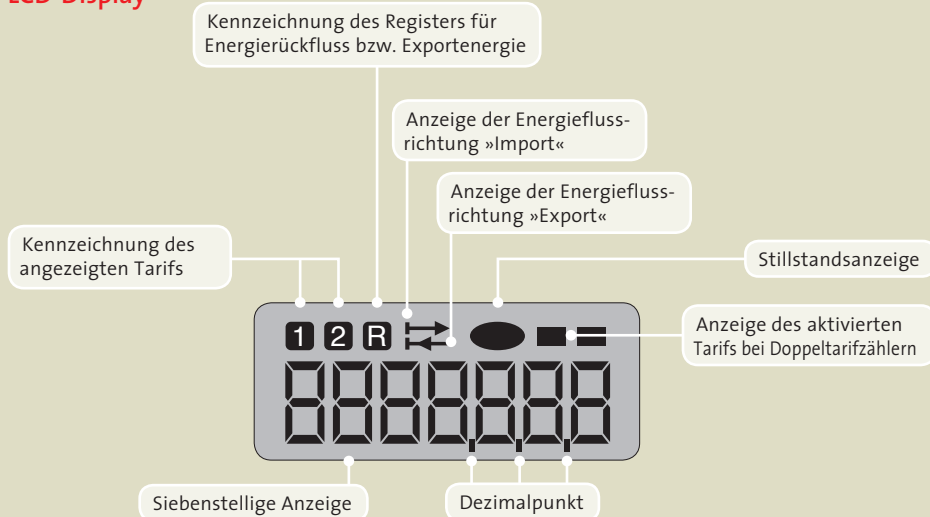 LCD-Display
Kennzeichnung des Registers für
Energierückfluss bzw. Exportenergie
Anzeige der Energiefluss-
richtung »Import«
Anzeige der Energiefluss-
richtung »Export«
Kennzeichnung des
angezeigten Tarifs
Stillstandsanzeige
Anzeige des aktivierten
Tarifs bei Doppeltarifzählern
1 2 R
8888888
Siebenstellige Anzeige
Dezimalpunkt